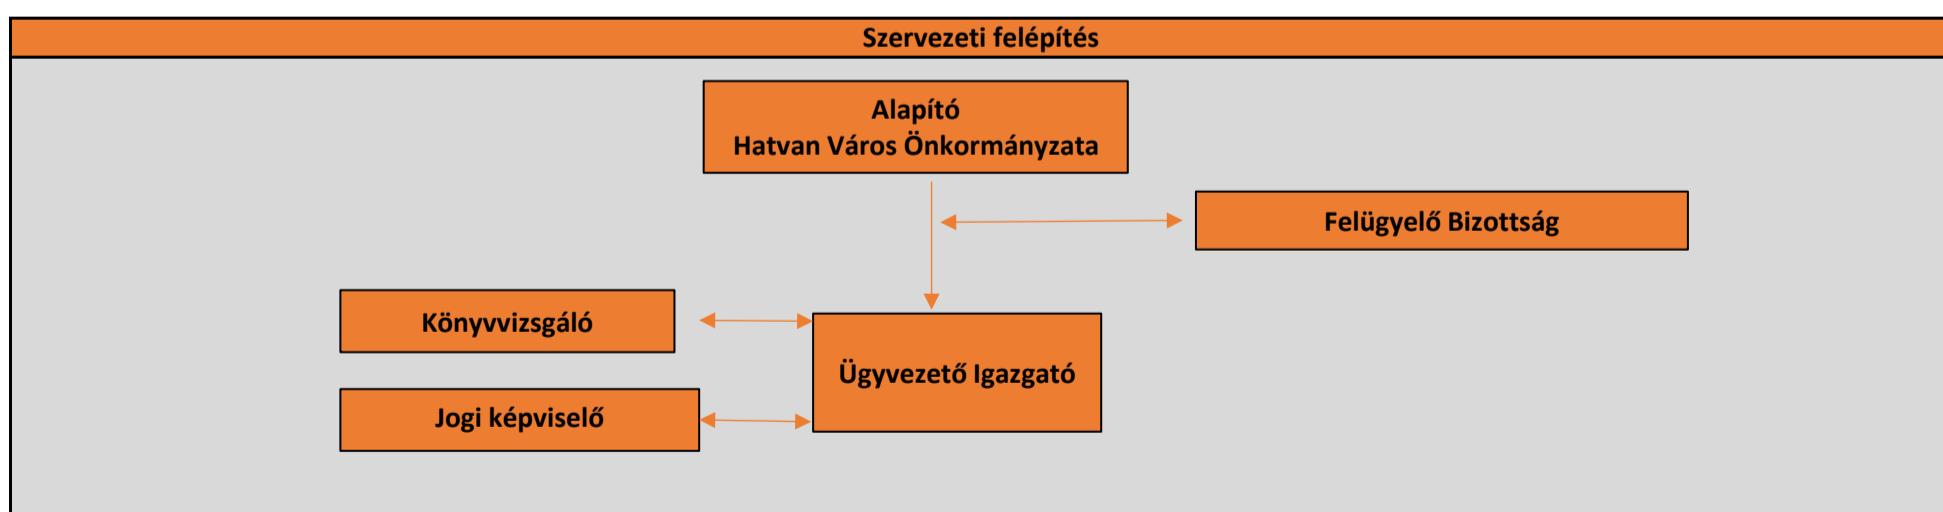 Szervezeti felépítés
Alapító
Hatvan Város Önkormányzata
Felügyelő Bizottság
Könyvvizsgáló
Ügyvezető Igazgató
Jogi képviselő